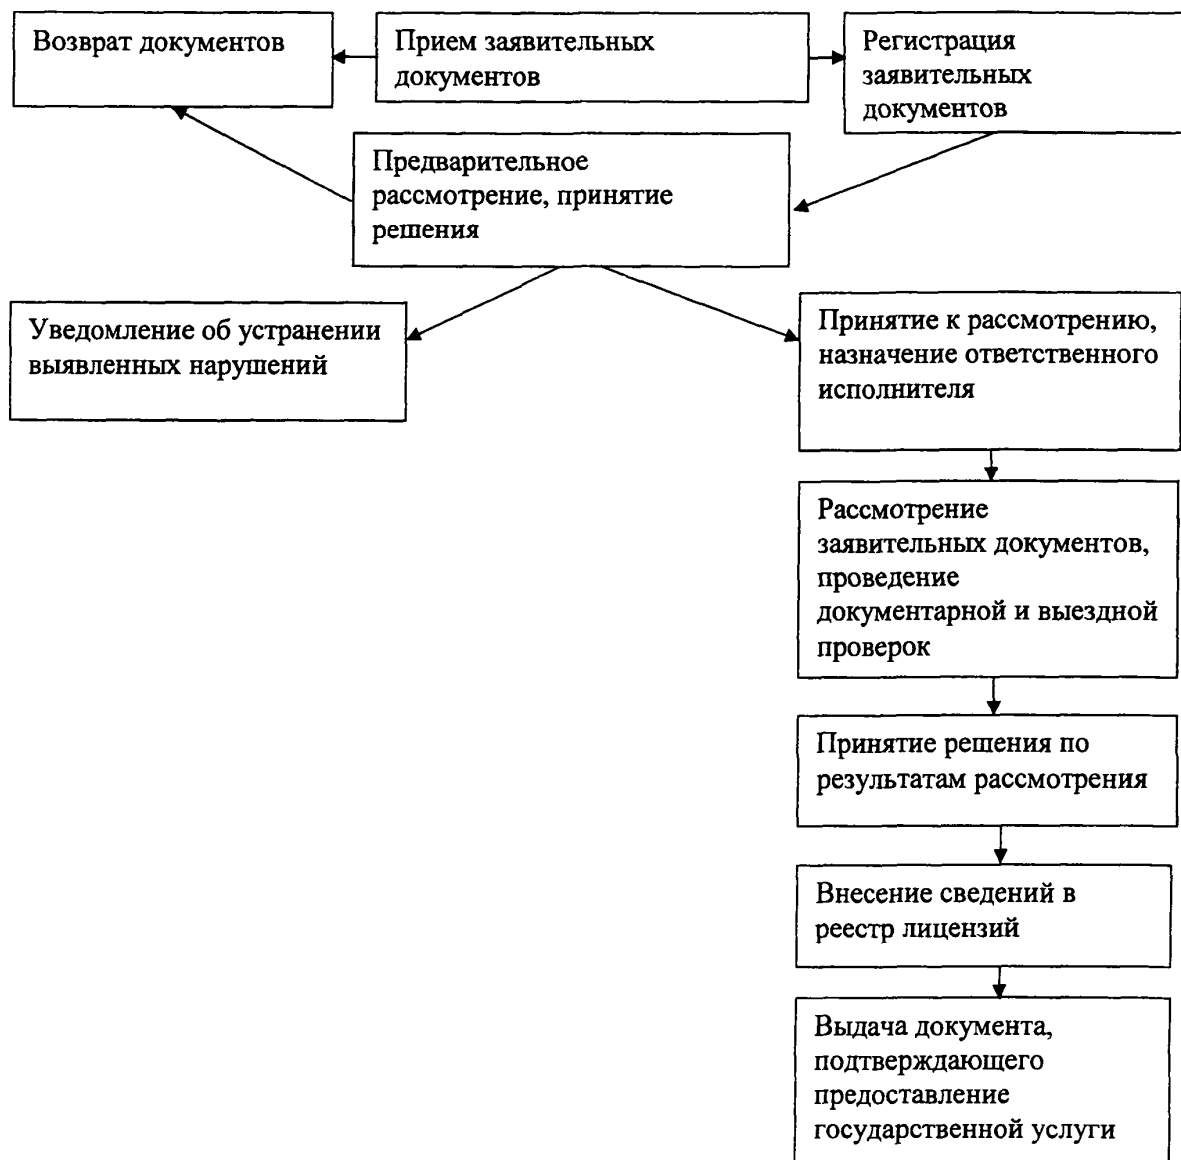 Возврат документов
Прием заявительных
документов
Регистрация
заявительных
документов
Предварительное
рассмотрение, принятие
решения
Уведомление об устранении
выявленных нарушений
Принятие к рассмотрению,
назначение ответственного
исполнителя
Рассмотрение
заявительных документов,
проведение
документарной и выездной
проверок
Принятие решения по
результатам рассмотрения
Внесение сведений в
реестр лицензий
Выдача документа,
подтверждающего
предоставление
государственной услуги